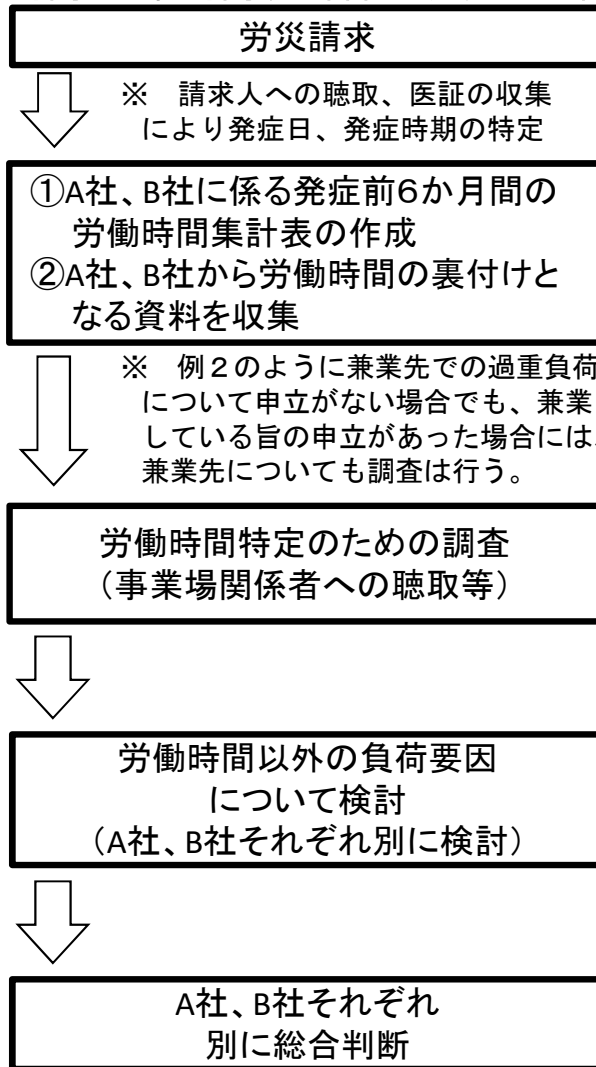 労災請求
※　請求人への聴取、医証の収集
により発症日、発症時期の特定
①A社、B社に係る発症前6か月間の
労働時間集計表の作成
②A社、B社から労働時間の裏付けと
なる資料を収集
※　例２のように兼業先での過重負荷
について申立がない場合でも、兼業
している旨の申立があった場合には、
兼業先についても調査は行う。
労働時間特定のための調査
（事業場関係者への聴取等）
労働時間以外の負荷要因
について検討
（A社、B社それぞれ別に検討）
A社、B社それぞれ
別に総合判断